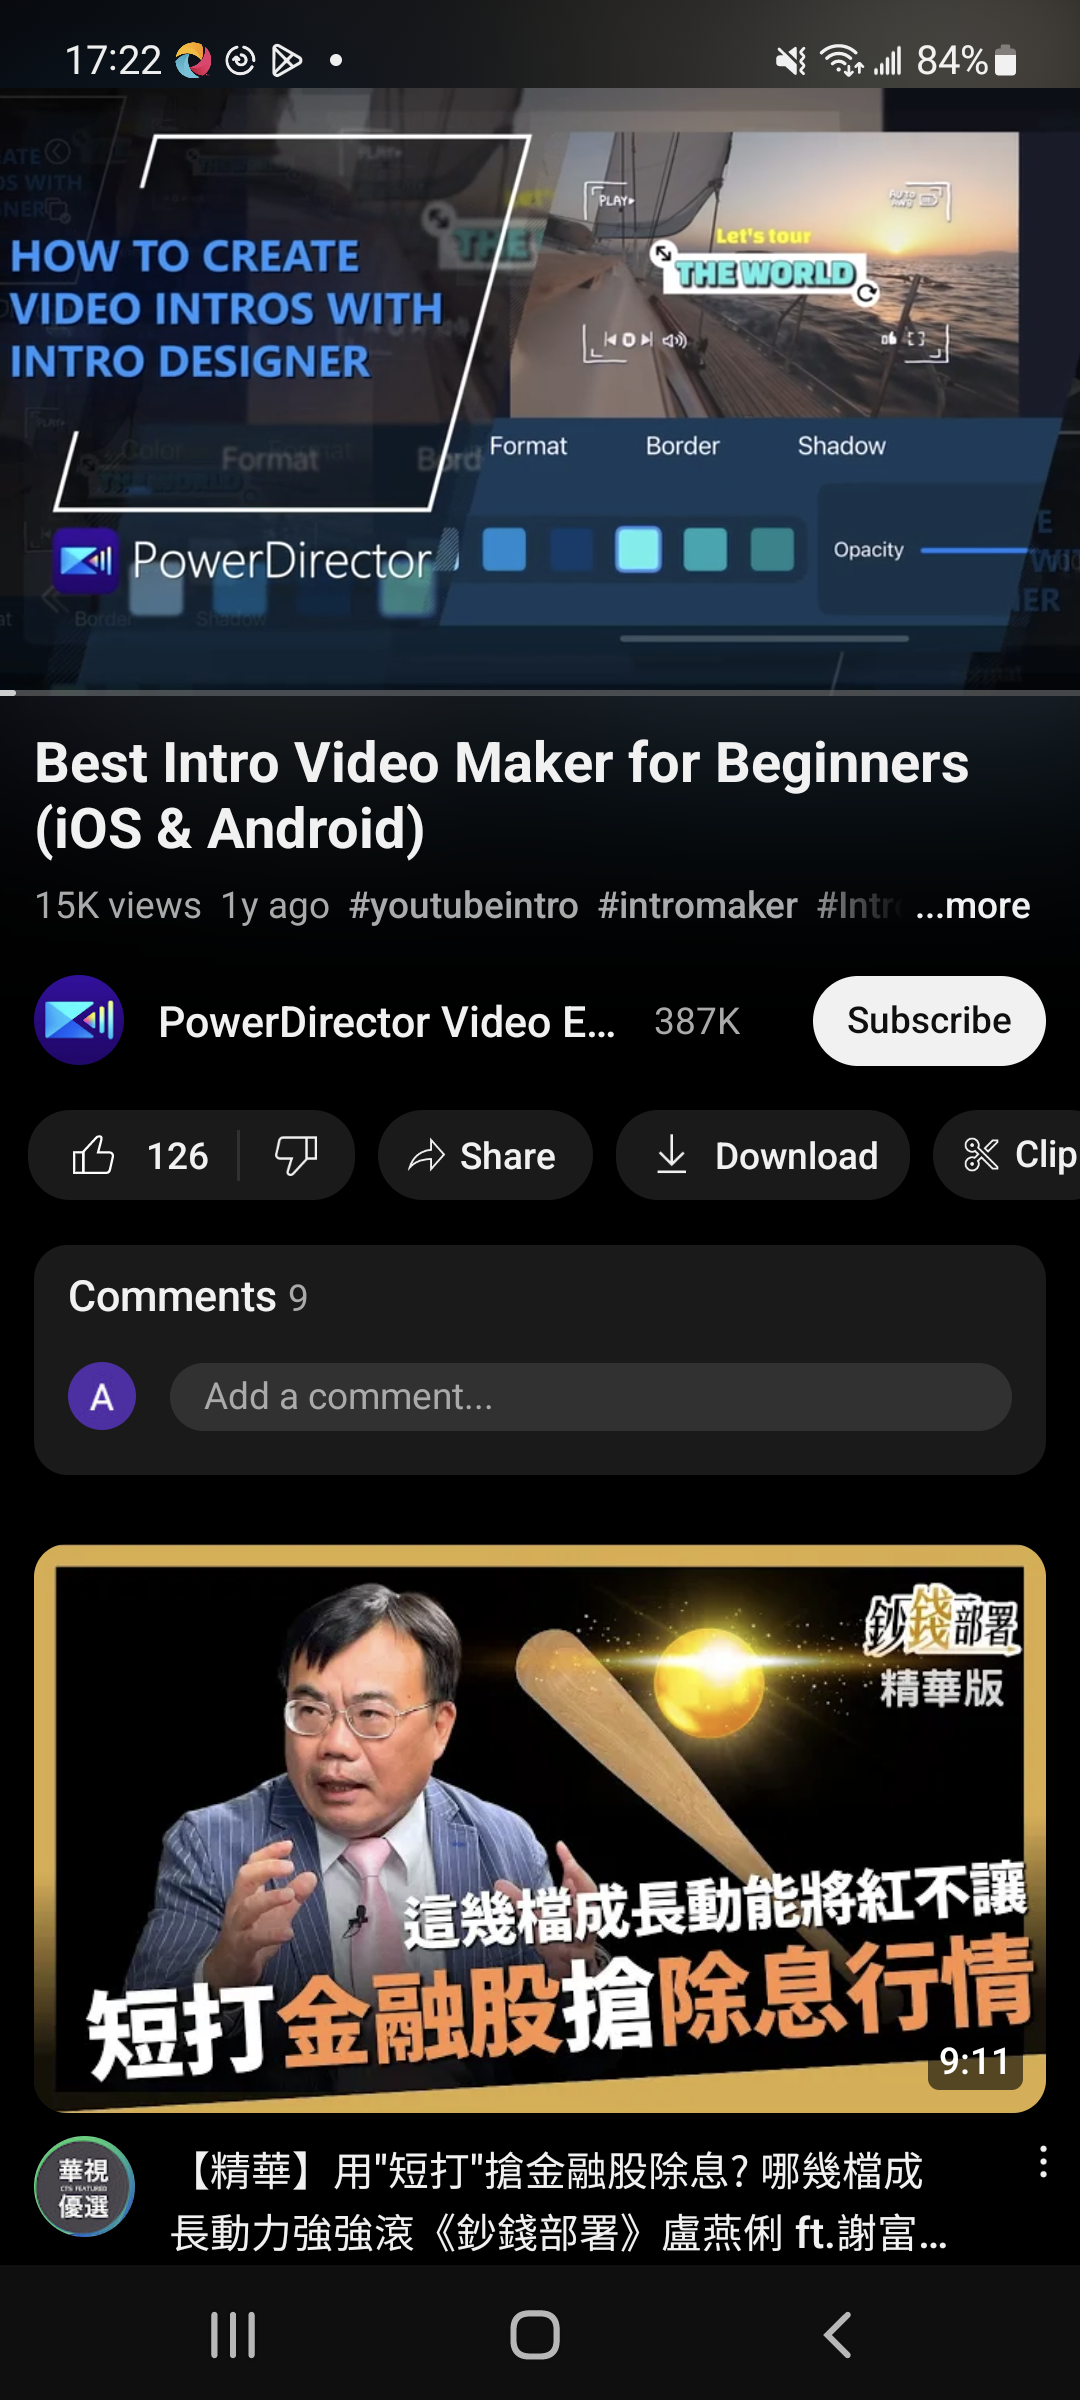 17:22
84%
HOW TO CREATE
VIDEO INTROS WITH
INTRO DESIGNER
PLAY
AUTO
Let's tour
THE WORLD
Format
Border
Shadow
Opacity
PowerDirector
Best Intro Video Maker for Beginners
(iOS & Android)
15K views 1y ago #youtubeintro #intromaker #Intr ...more
PowerDirector Video E... 387K
Subscribe
126
Share
Download
Clip
Comments 9
A
Add a comment...
鈔錢部署
精華版
這幾檔成長動能將紅不讓
短打金融股搶除息行情
9:11
華視
CTS FEATURED
優選
【精華】用"短打"搶金融股除息? 哪幾檔成
長動力強強滾《鈔錢部署》盧燕俐 ft.謝富...